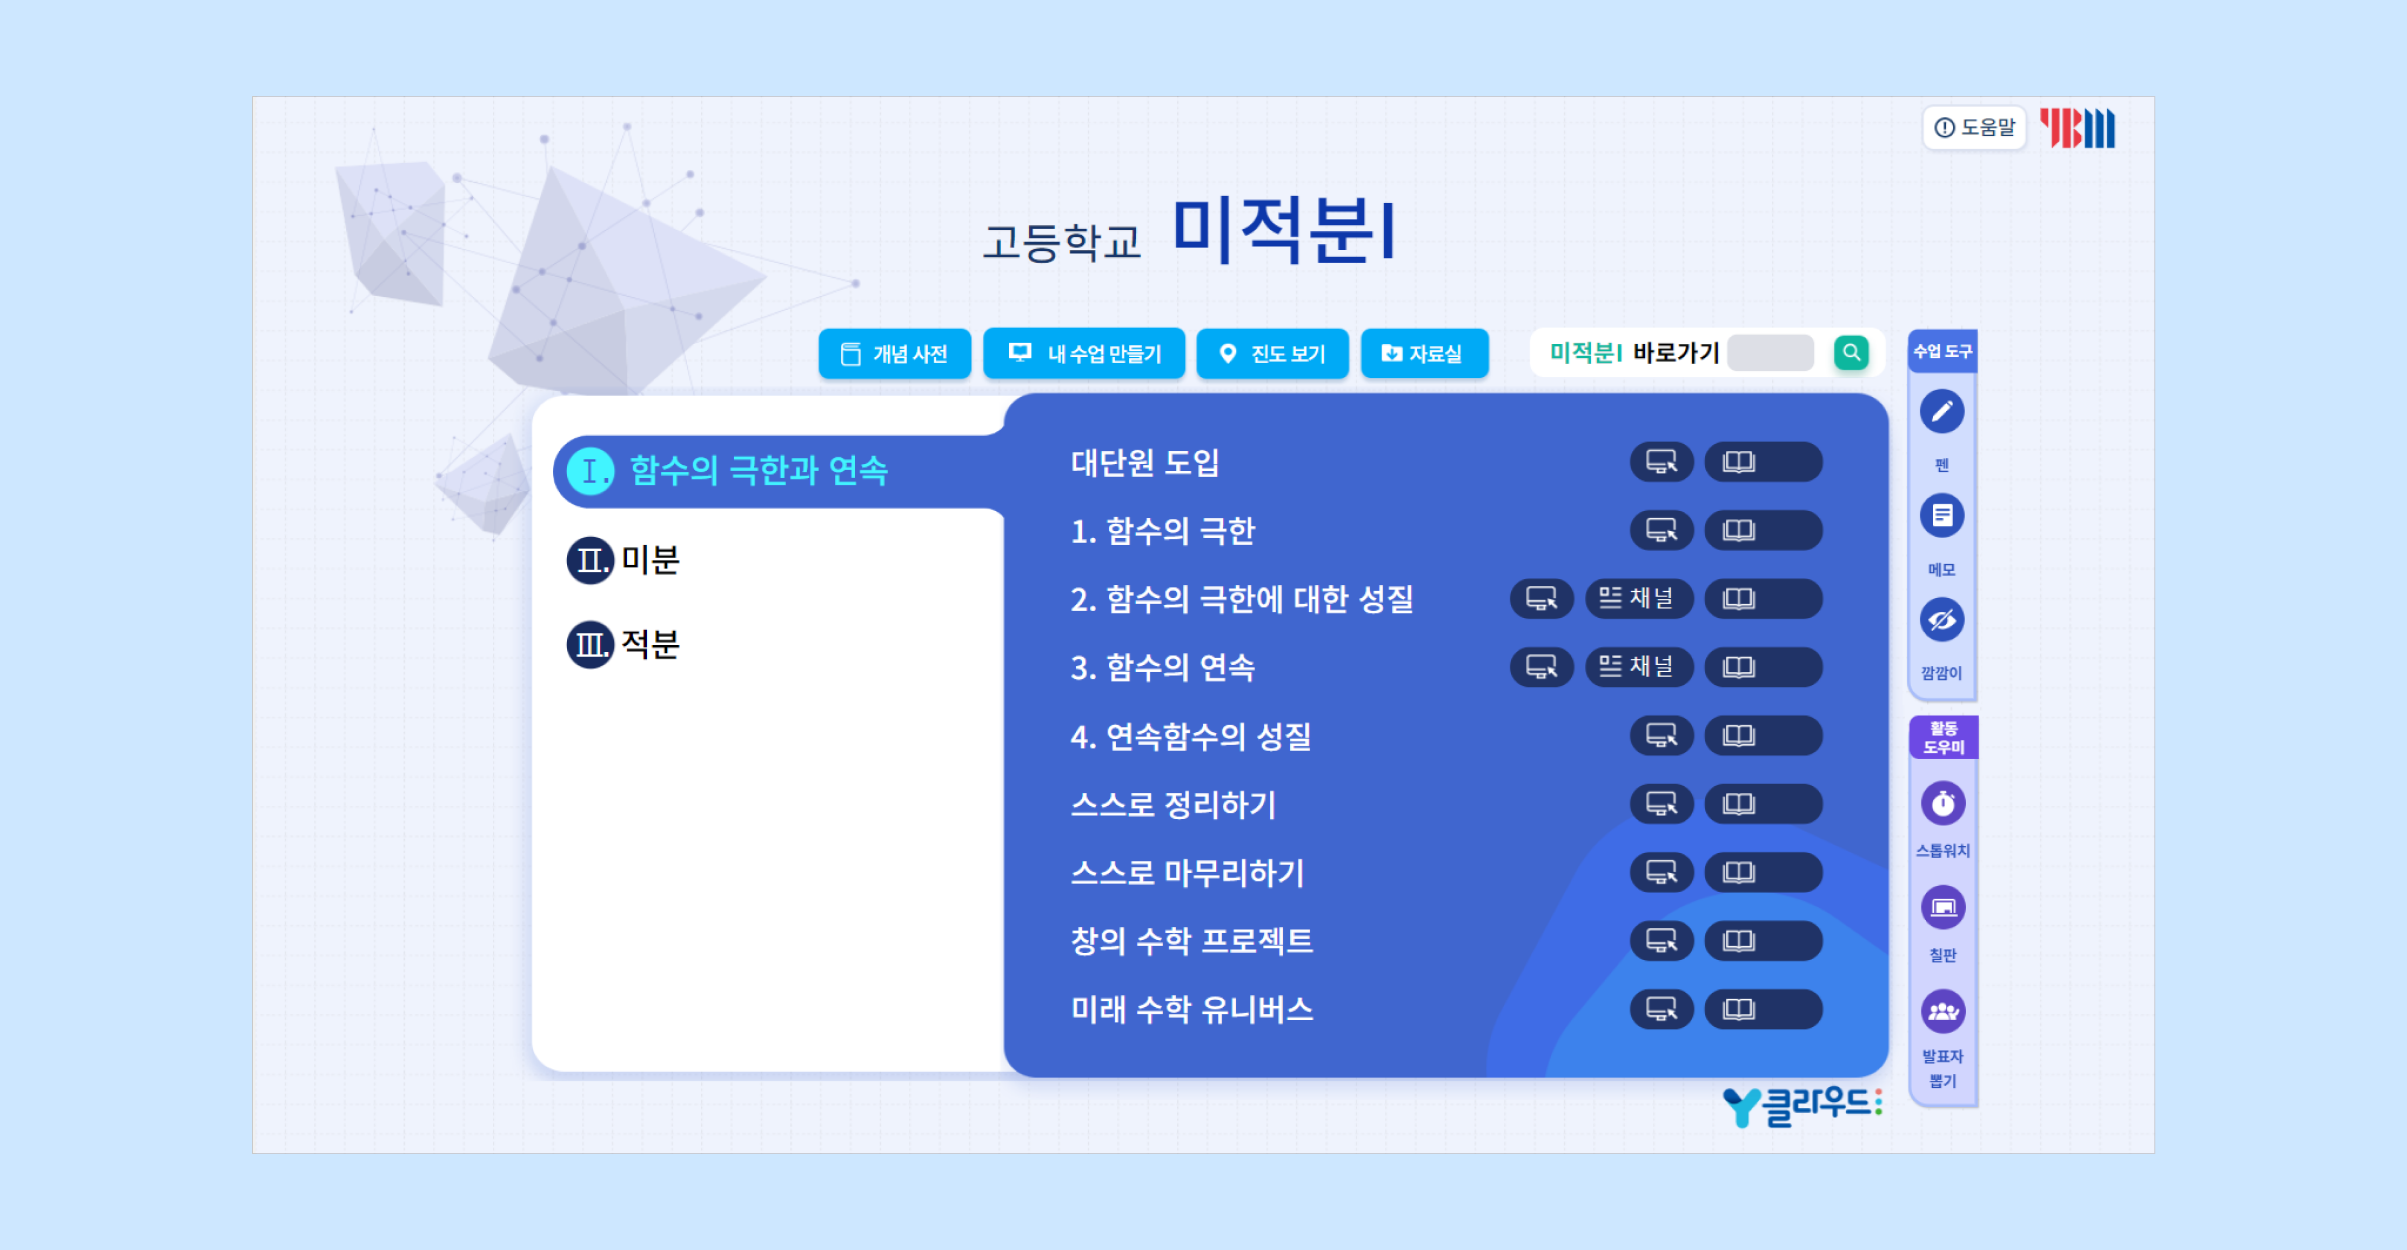 도움말
YBM
고등학교 미적분I
개념 사전
내 수업 만들기
진도 보기
자료실
미적분I 바로가기
수업 도구
펜
메모
깜깜이
활동
도우미
스톱워치
칠판
발표자
뽑기
Ⅰ. 함수의 극한과 연속
Ⅱ. 미분
Ⅲ. 적분
대단원 도입
1. 함수의 극한
2. 함수의 극한에 대한 성질 채널
3. 함수의 연속 채널
4. 연속함수의 성질
스스로 정리하기
스스로 마무리하기
창의 수학 프로젝트
미래 수학 유니버스
Y클라우드